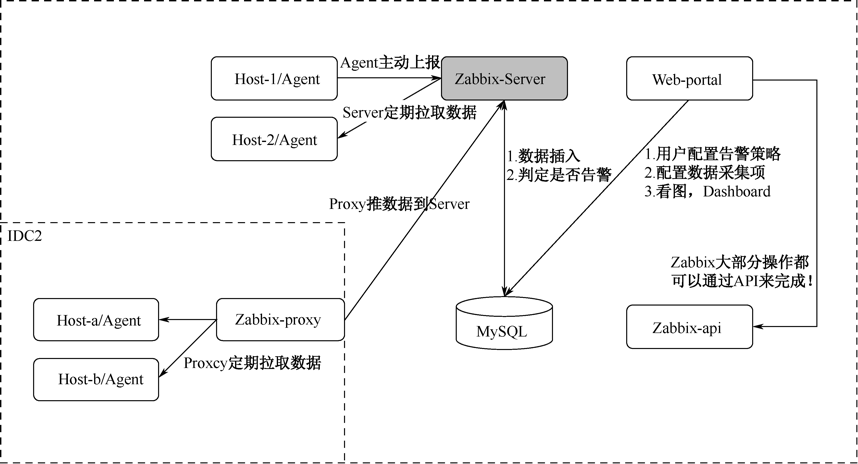 Host-1/Agent
Agent主动上报
Zabbix-Server
Web-portal
Host-2/Agent
Server定期拉取数据
1.数据插入
2.判定是否告警
1.用户配置告警策略
2.配置数据采集项
3.看图，Dashboard
Proxy推数据到Server
IDC2
Zabbix大部分操作都
可以通过API来完成！
Host-a/Agent
Zabbix-proxy
MySQL
Zabbix-api
Host-b/Agent
Proxcy定期拉取数据